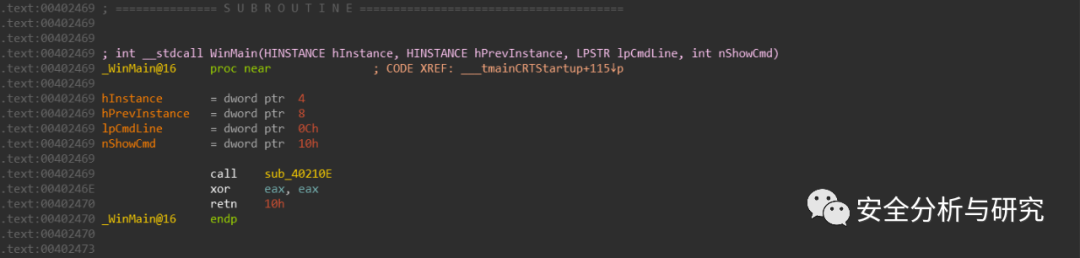 .text:00402469 ; =============== S U B R O U T I N E =======================================
.text:00402469
.text:00402469
.text:00402469 ; int __stdcall WinMain(HINSTANCE hInstance, HINSTANCE hPrevInstance, LPSTR lpCmdLine, int nShowCmd)
.text:00402469 _WinMain@16 proc near ; CODE XREF: ___tmainCRTStartup+115↓p
.text:00402469
.text:00402469 hInstance = dword ptr 4
.text:00402469 hPrevInstance = dword ptr 8
.text:00402469 lpCmdLine = dword ptr 0Ch
.text:00402469 nShowCmd = dword ptr 10h
.text:00402469
.text:00402469 call sub_40210E
.text:0040246E xor eax, eax
.text:00402470 retn 10h
.text:00402470 _WinMain@16 endp
.text:00402470
.text:00402473
安全分析与研究